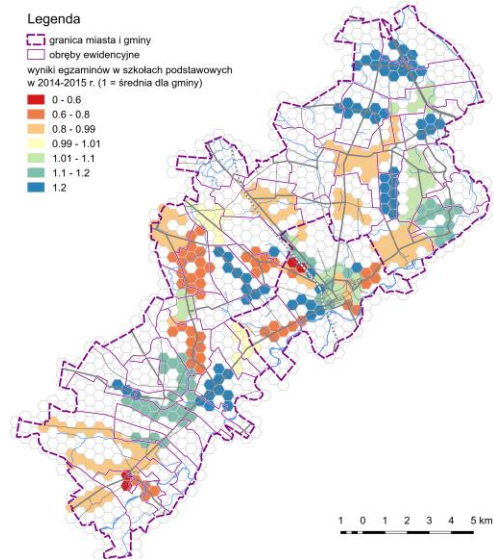 Legenda
granica miasta i gminy
obręby ewidencyjne
wyniki egzaminów w szkołach podstawowych
w 2014-2015 r. (1 = średnia dla gminy)
0 - 0.6
0.6 - 0.8
0.8 - 0.99
0.99 - 1.01
1.01 - 1.1
1.1 - 1.2
1.2
1 0 1 2 3 4 5 km